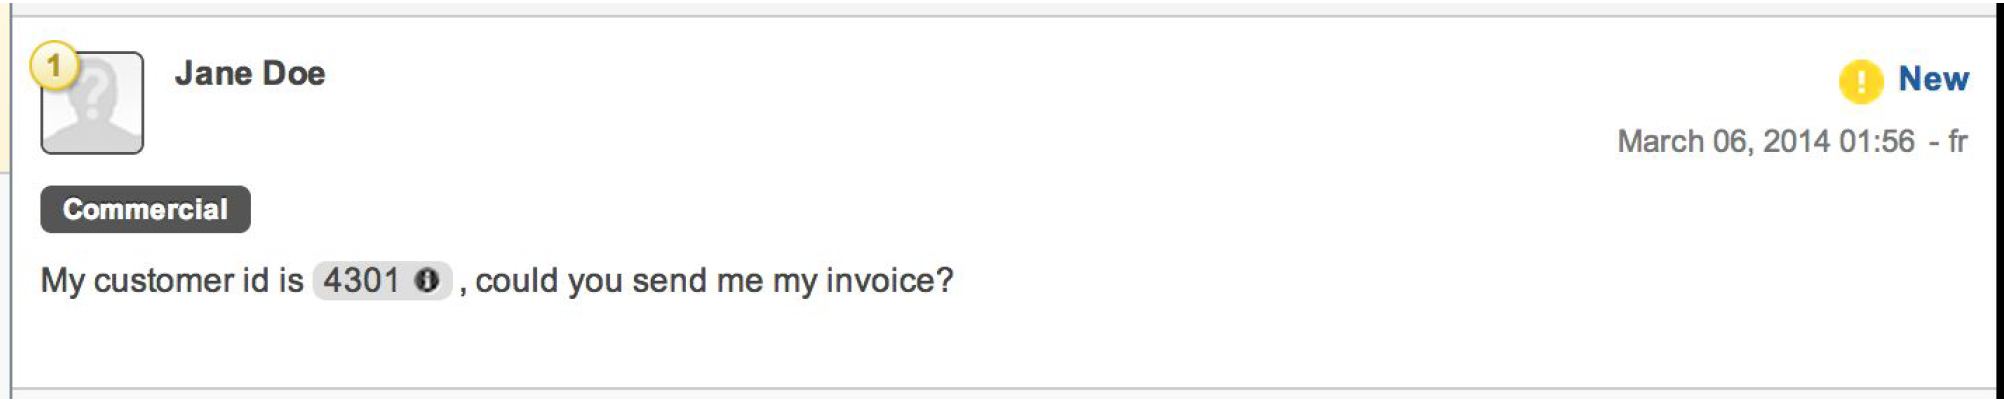 1
Jane Doe
! New
March 06, 2014 01:56 - fr
Commercial
My customer id is 4301 i , could you send me my invoice?